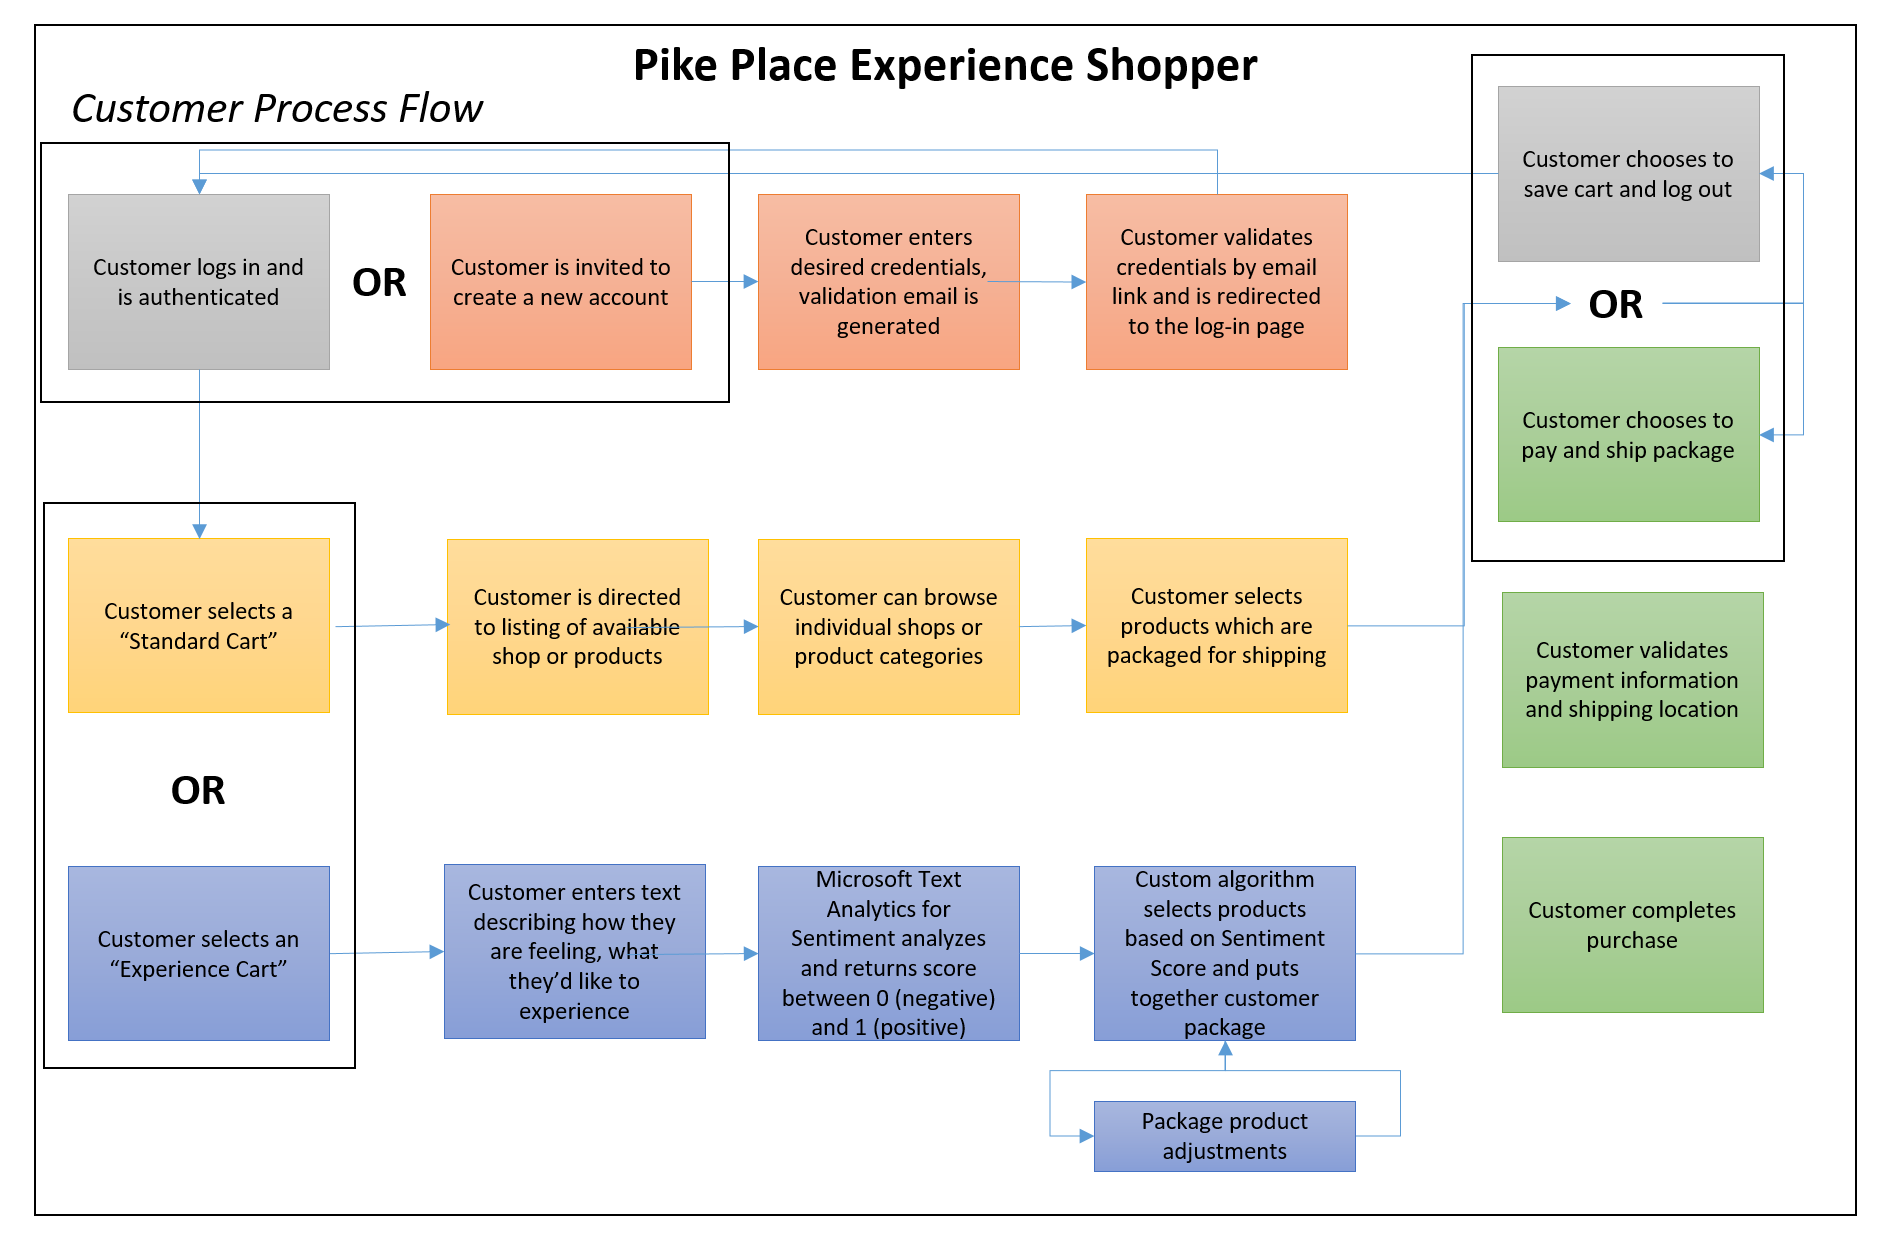 Pike Place Experience Shopper
Customer Process Flow
Customer logs in and
is authenticated
OR
Customer is invited to
create a new account
Customer enters
desired credentials,
validation email is
generated
Customer validates
credentials by email
link and is redirected
to the log-in page
Customer chooses to
save cart and log out
OR
Customer chooses to
pay and ship package
Customer selects a
“Standard Cart”
Customer is directed
to listing of available
shop or products
Customer can browse
individual shops or
product categories
Customer selects
products which are
packaged for shipping
Customer validates
payment information
and shipping location
OR
Customer selects an
“Experience Cart”
Customer enters text
describing how they
are feeling, what
they’d like to
experience
Microsoft Text
Analytics for
Sentiment analyzes
and returns score
between 0 (negative)
and 1 (positive)
Custom algorithm
selects products
based on Sentiment
Score and puts
together customer
package
Customer completes
purchase
Package product
adjustments